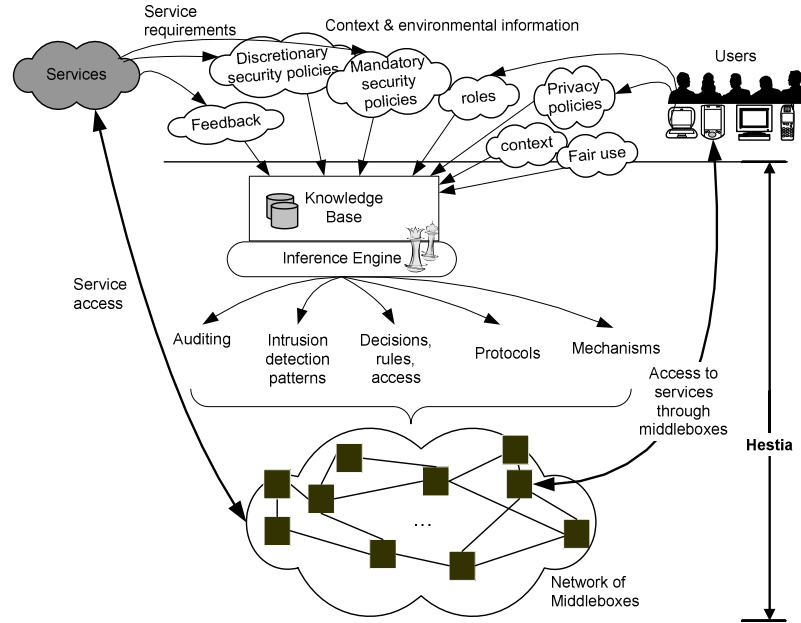 Service
requirements
Context & environmental information
Services
Discretionary
security policies
Mandatory
security
policies
roles
Privacy
policies
Users
Feedback
context
Fair use
Knowledge
Base
Inference Engine
Service
access
Auditing
Intrusion
detection
patterns
Decisions,
rules,
access
Protocols
Mechanisms
Access to
services
through
middleboxes
Hestia
...
Network of
Middleboxes